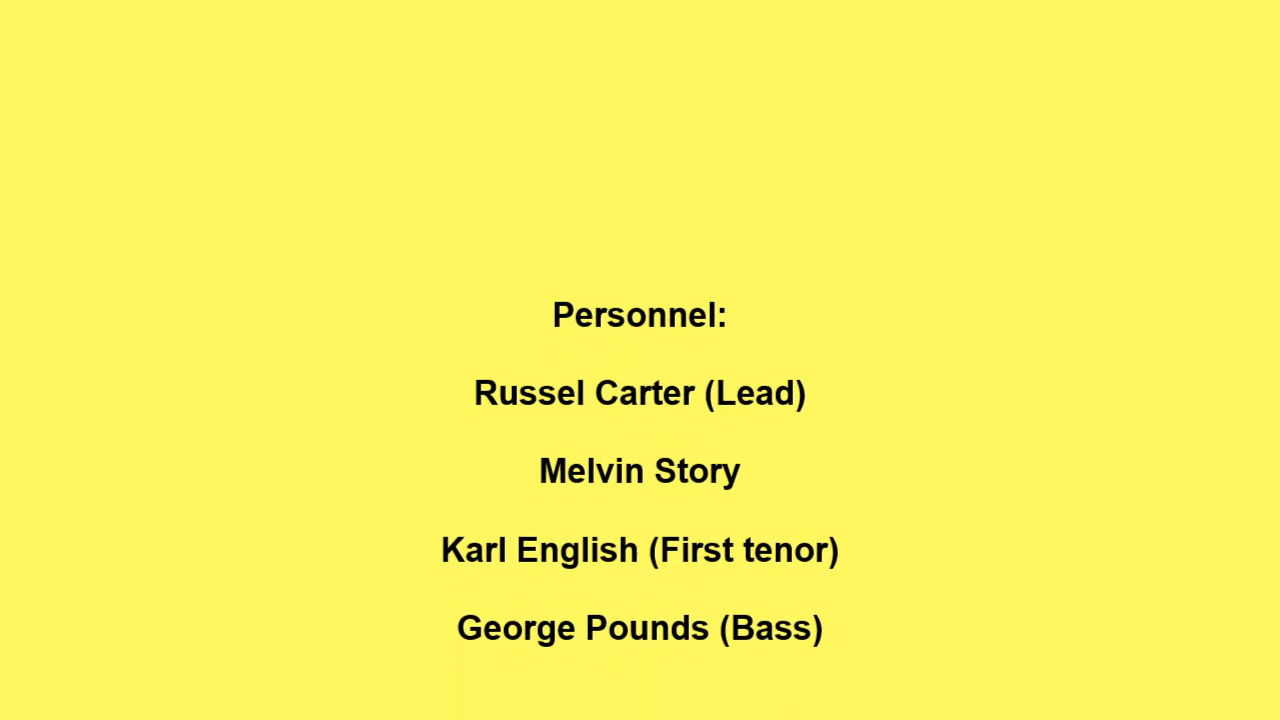 Personnel:
Russel Carter (Lead)
Melvin Story
Karl English (First tenor)
George Pounds (Bass)